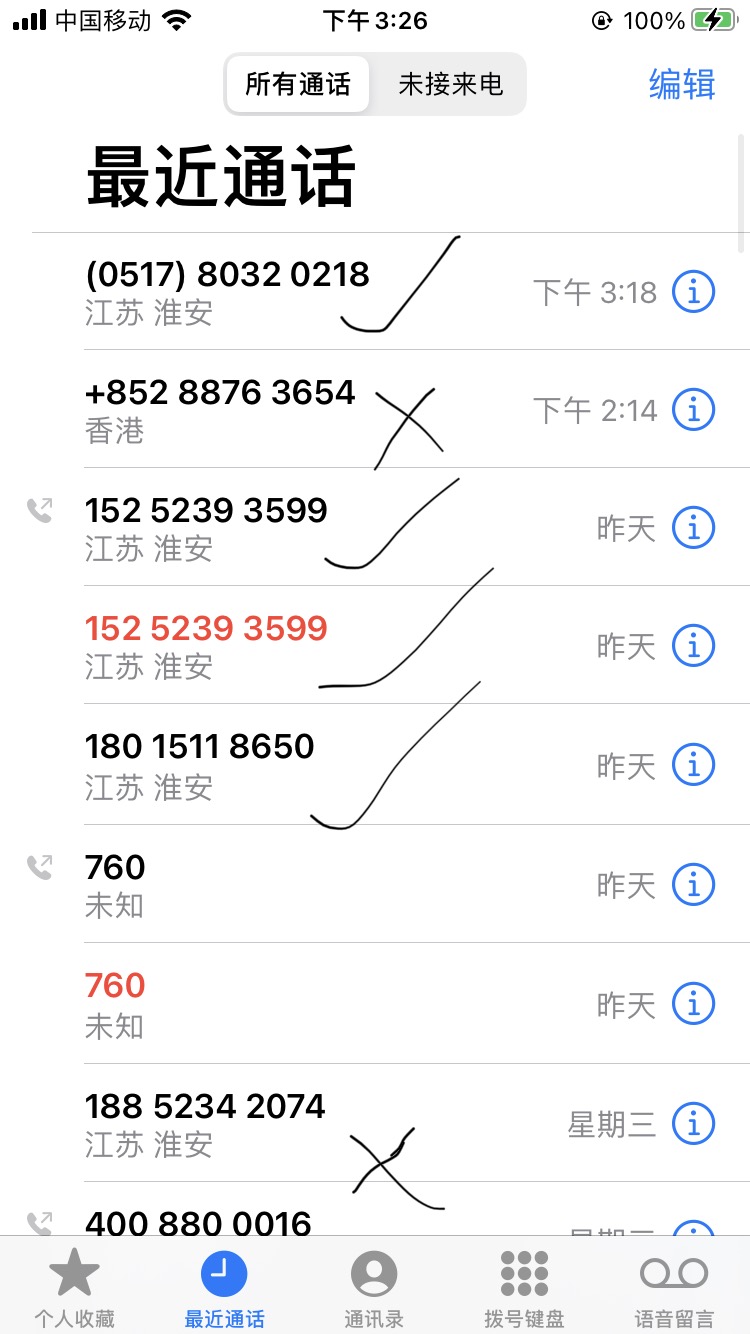 中国移动
下午 3:26
100%
所有通话
未接来电
编辑
最近通话
(0517) 8032 0218
江苏 淮安
下午 3:18
+852 8876 3654
香港
下午 2:14
152 5239 3599
江苏 淮安
昨天
152 5239 3599
江苏 淮安
昨天
180 1511 8650
江苏 淮安
昨天
760
未知
昨天
760
未知
昨天
188 5234 2074
江苏 淮安
星期三
400 880 0016
个人收藏
最近通话
通讯录
拨号键盘
语音留言